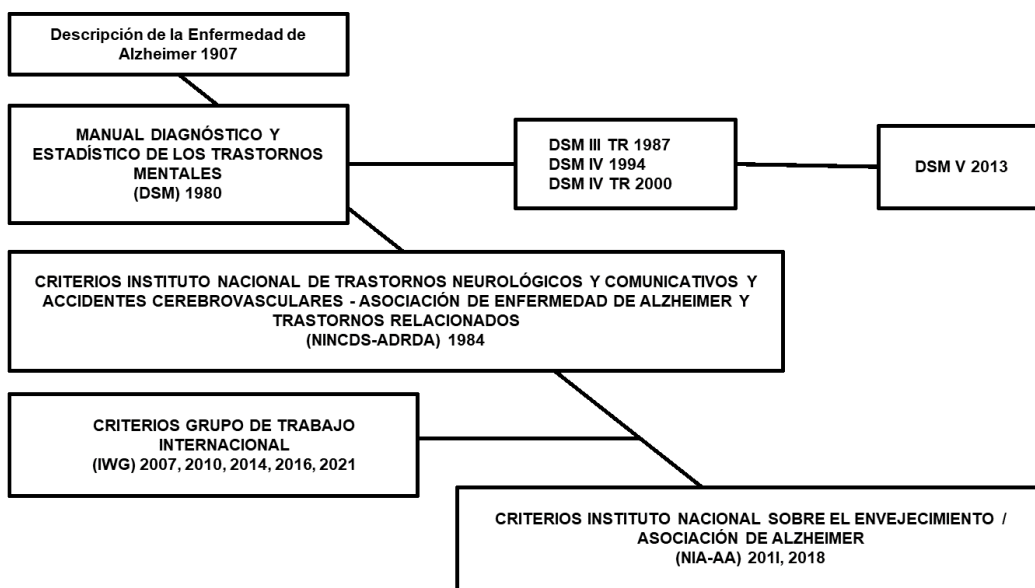 Descripción de la Enfermedad de
Alzheimer 1907
MANUAL DIAGNÓSTICO Y
ESTADÍSTICO DE LOS TRASTORNOS
MENTALES
(DSM) 1980
DSM III TR 1987
DSM IV 1994
DSM IV TR 2000
DSM V 2013
CRITERIOS INSTITUTO NACIONAL DE TRASTORNOS NEUROLÓGICOS Y COMUNICATIVOS Y
ACCIDENTES CEREBROVASCULARES - ASOCIACIÓN DE ENFERMEDAD DE ALZHEIMER Y
TRASTORNOS RELACIONADOS
(NINCDS-ADRDA) 1984
CRITERIOS GRUPO DE TRABAJO
INTERNACIONAL
(IWG) 2007, 2010, 2014, 2016, 2021
CRITERIOS INSTITUTO NACIONAL SOBRE EL ENVEJECIMIENTO /
ASOCIACIÓN DE ALZHEIMER
(NIA-AA) 201I, 2018